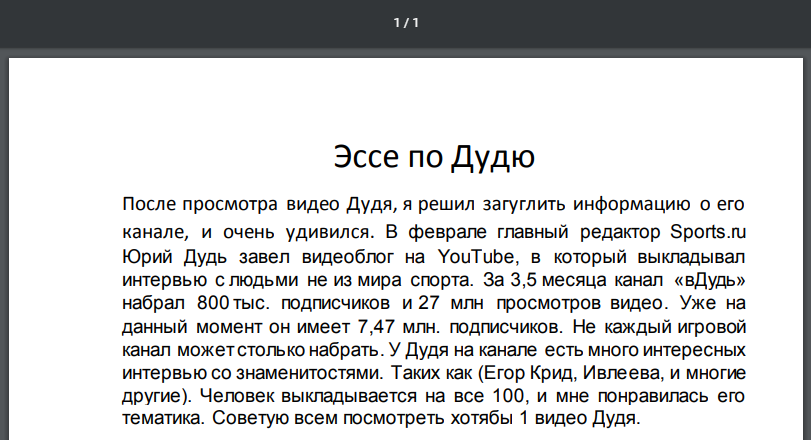 1 / 1
Эссе по Дудю
После просмотра видео Дудя, я решил загуглить информацию о его
канале, и очень удивился. В феврале главный редактор Sports.ru
Юрий Дудь завел видеоблог на YouTube, в который выкладывал
интервью с людьми не из мира спорта. За 3,5 месяца канал «вДудь»
набрал 800 тыс. подписчиков и 27 млн просмотров видео. Уже на
данный момент он имеет 7,47 млн. подписчиков. Не каждый игровой
канал может столько набрать. У Дудя на канале есть много интересных
интервью со знаменитостями. Таких как (Егор Крид, Ивлеева, и многие
другие). Человек выкладывается на все 100, и мне понравилась его
тематика. Советую всем посмотреть хотябы 1 видео Дудя.